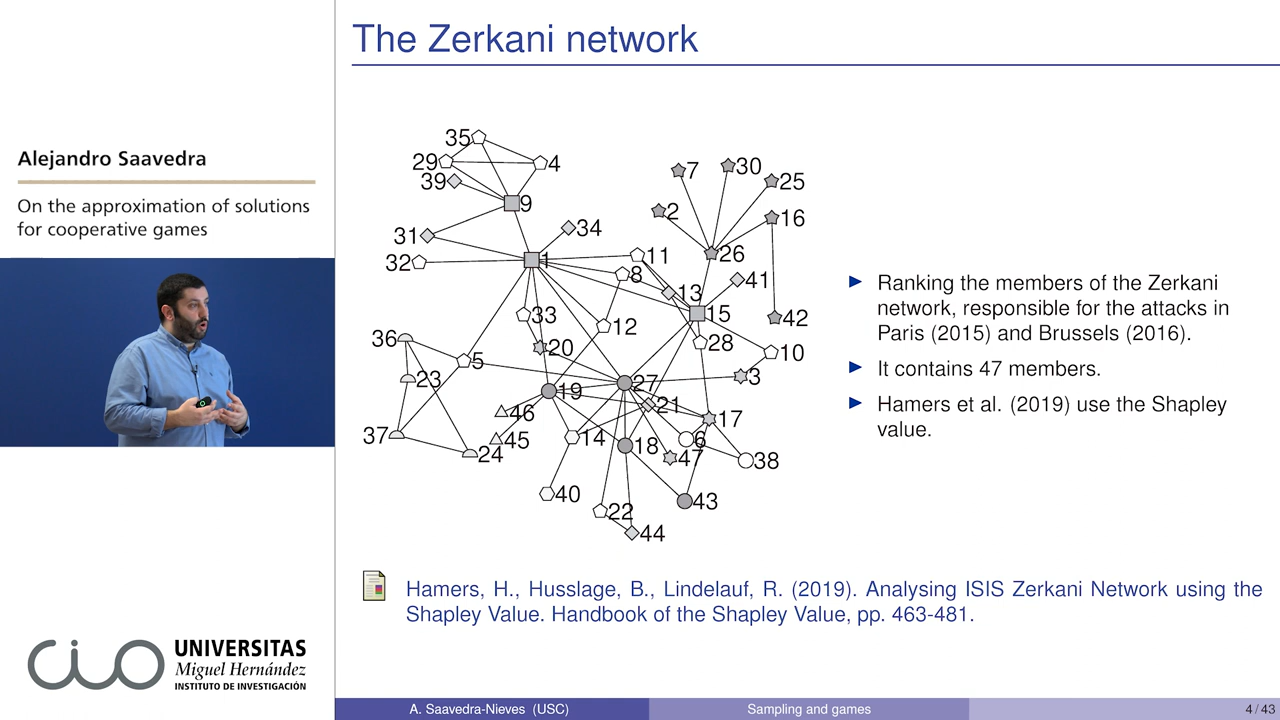 The Zerkani network
Alejandro Saavedra
On the approximation of solutions
for cooperative games
35
29
4
39
9
31
34
32
1
11
8
13
33
12
20
36
5
23
19
27
21
46
45
14
37
24
18
6
47
17
38
40
22
43
44
7
30
25
2
16
26
41
15
42
28
10
3
Ranking the members of the Zerkani
network, responsible for the attacks in
Paris (2015) and Brussels (2016).
It contains 47 members.
Hamers et al. (2019) use the Shapley
value.
Hamers, H., Husslage, B., Lindelauf, R. (2019). Analysing ISIS Zerkani Network using the
Shapley Value. Handbook of the Shapley Value, pp. 463-481.
CIO
UNIVERSITAS
Miguel Hernández
INSTITUTO DE INVESTIGACIÓN
A. Saavedra-Nieves (USC)
Sampling and games
4 / 43